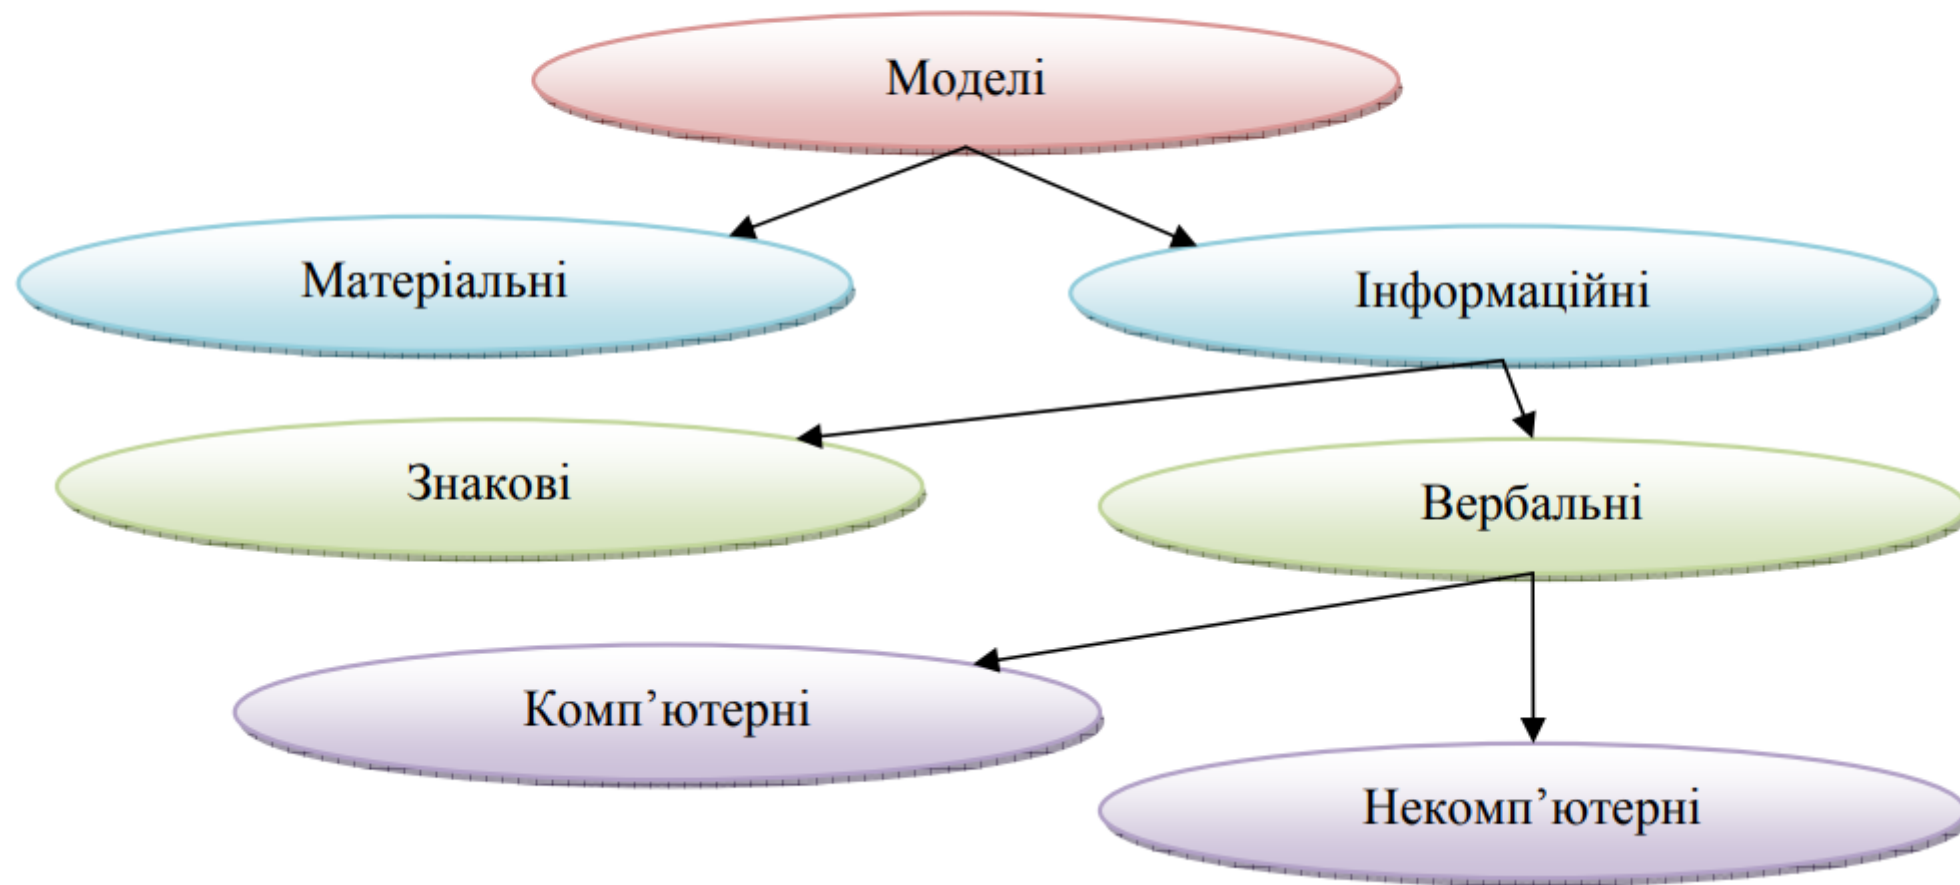 Моделі
Матеріальні
Інформаційні
Знакові
Вербальні
Комп’ютерні
Некомп’ютерні